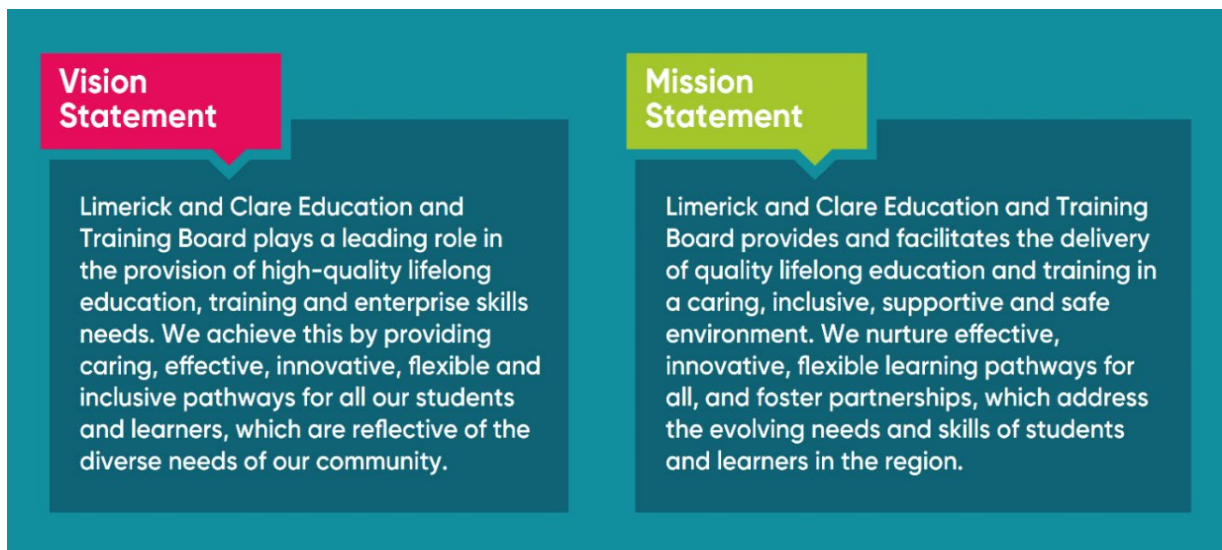 Vision
Statement
Limerick and Clare Education and
Training Board plays a leading role in
the provision of high-quality lifelong
education, training and enterprise skills
needs. We achieve this by providing
caring, effective, innovative, flexible and
inclusive pathways for all our students
and learners, which are reflective of the
diverse needs of our community.
Mission
Statement
Limerick and Clare Education and Training
Board provides and facilitates the delivery
of quality lifelong education and training in
a caring, inclusive, supportive and safe
environment. We nurture effective,
innovative, flexible learning pathways for
all, and foster partnerships, which address
the evolving needs and skills of students
and learners in the region.